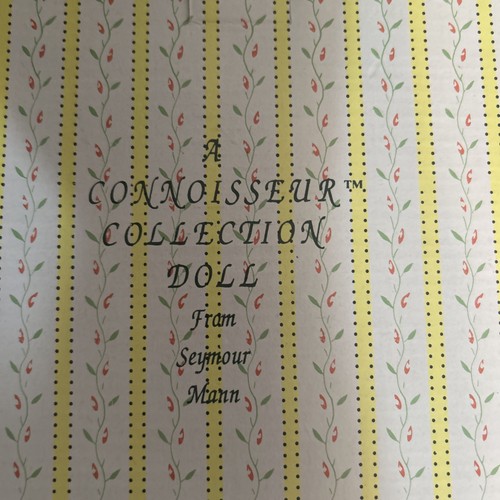 A
CONNOISSEUR™
COLLECTION
DOLL
From
Seymour
Mann